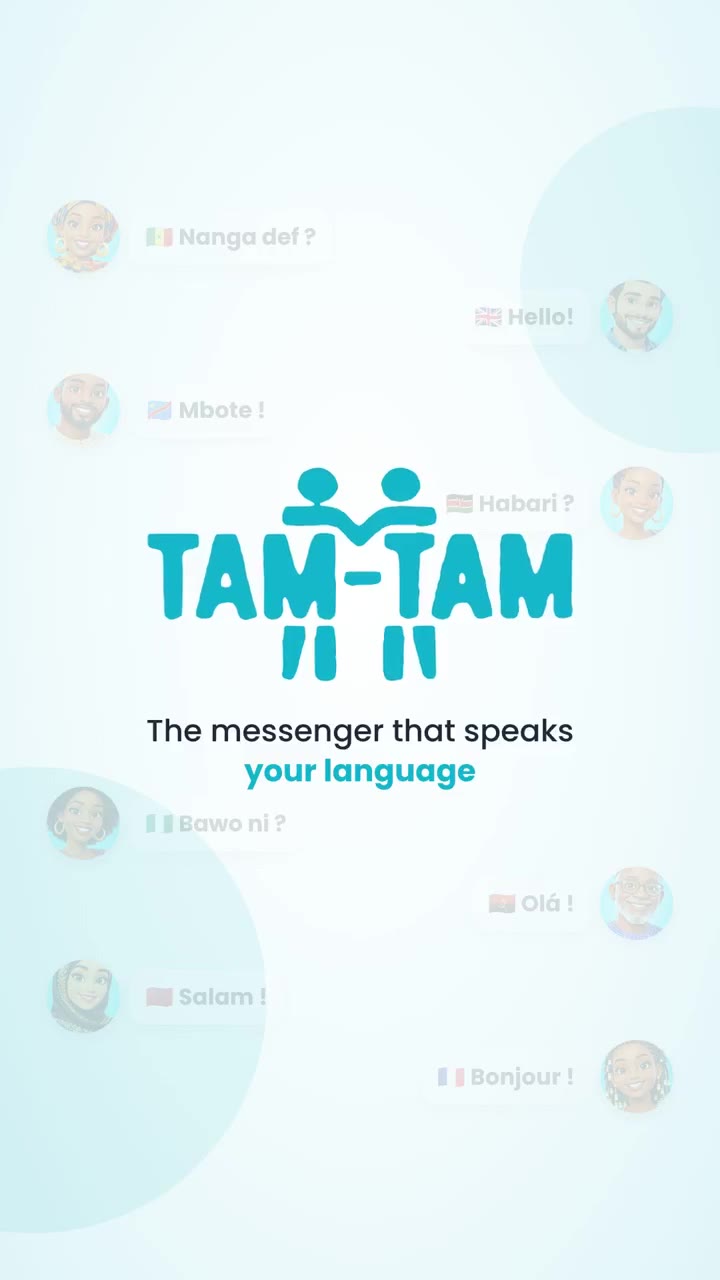 🇸🇳 Nanga def ?
🇬🇧 Hello!
🇨🇩 Mbote !
🇰🇪 Habari ?
TAM-TAM
The messenger that speaks
your language
🇳🇬 Bawo ni ?
🇦🇴 Olá !
🇲🇦 Salam !
🇫🇷 Bonjour !